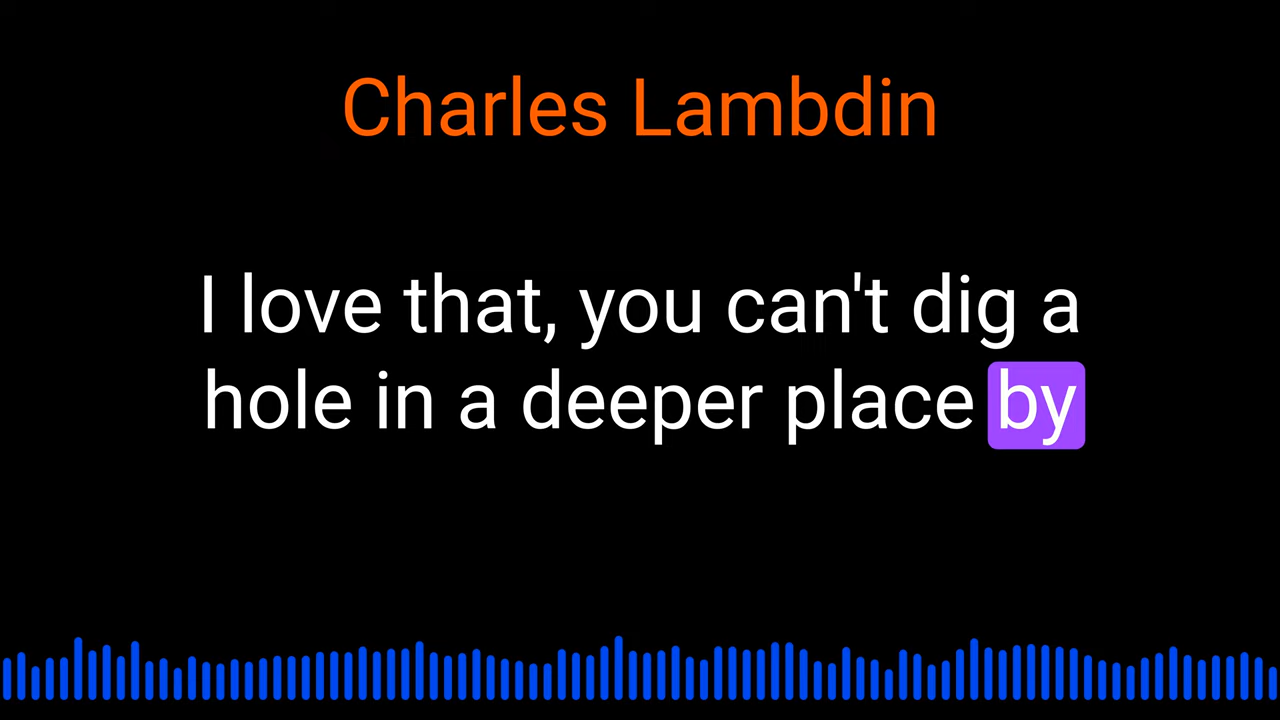 Charles Lambdin
I love that, you can't dig a
hole in a deeper place by